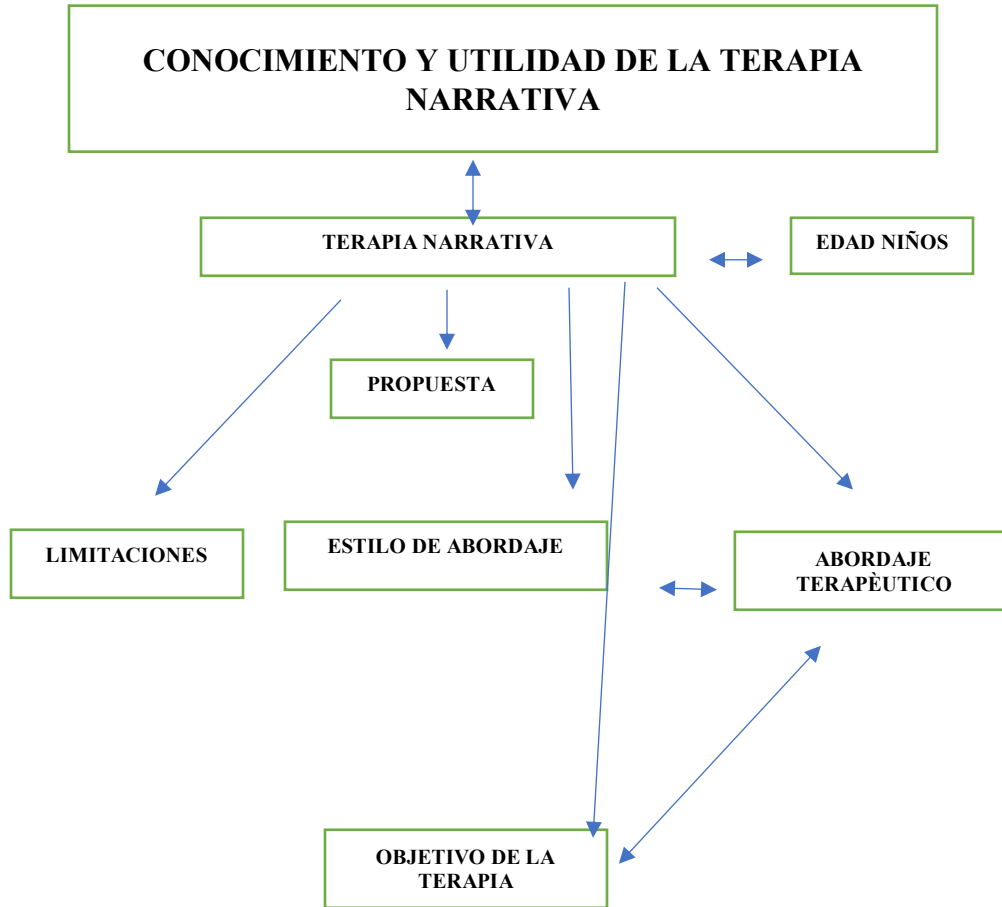 CONOCIMIENTO Y UTILIDAD DE LA TERAPIA
NARRATIVA
TERAPIA NARRATIVA
EDAD NIÑOS
PROPUESTA
LIMITACIONES
ESTILO DE ABORDAJE
ABORDAJE
TERAPÈUTICO
OBJETIVO DE LA
TERAPIA